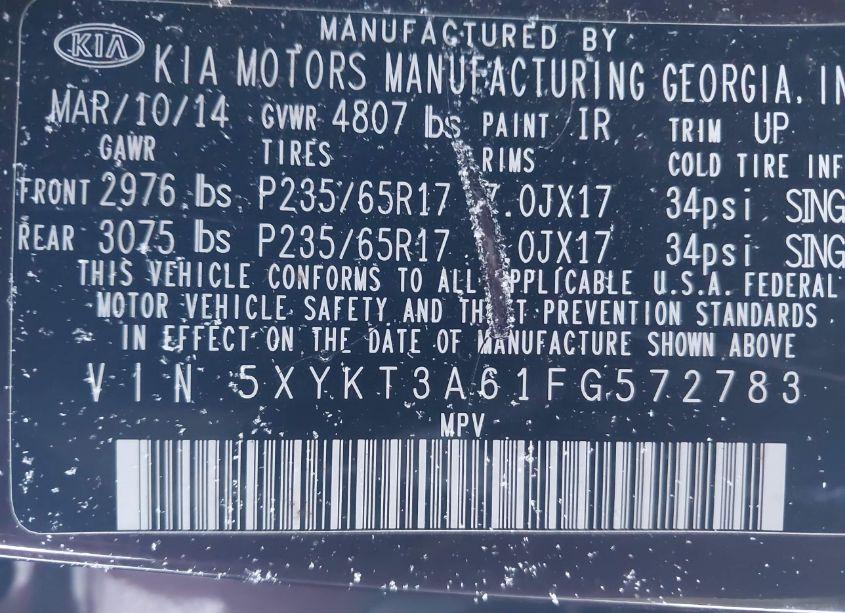 MANUFACTURED BY
KIA KIA MOTORS MANUFACTURING GEORGIA, IN
MAR/10/14 GVWR 4807 lbs PAINT IR TRIM UP
GAWR TIRES RIMS COLD TIRE INF
FRONT 2976 lbs P235/65R17 7.0JX17 34psi SING
REAR 3075 lbs P235/65R17 .0JX17 34psi SING
THIS VEHICLE CONFORMS TO ALL APPLICABLE U.S.A. FEDERAL
MOTOR VEHICLE SAFETY AND THEFT PREVENTION STANDARDS
IN EFFECT ON THE DATE OF MANUFACTURE SHOWN ABOVE
VIN 5XYKT3A61FG572783
MPV